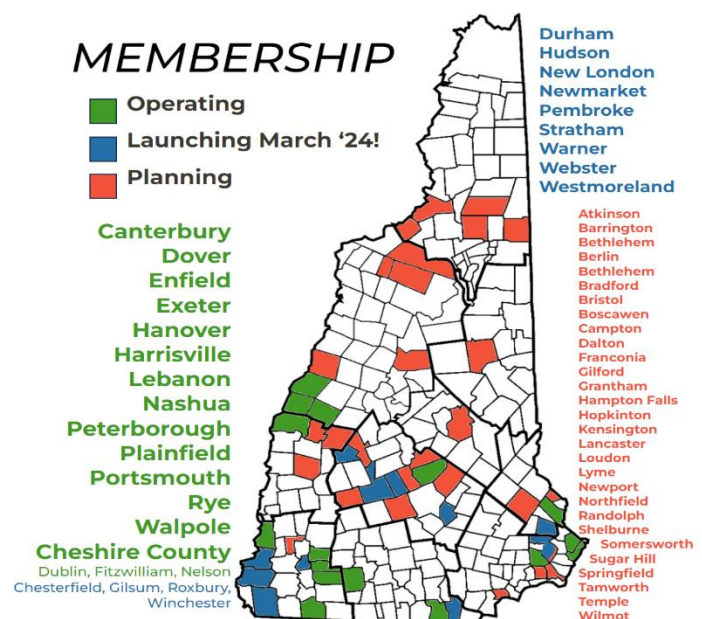 MEMBERSHIP
Operating
Launching March ‘24!
Planning
Canterbury
Dover
Enfield
Exeter
Hanover
Harrisville
Lebanon
Nashua
Peterborough
Plainfield
Portsmouth
Rye
Walpole
Cheshire County
Dublin, Fitzwilliam, Nelson
Chesterfield, Gilsum, Roxbury,
Winchester
Durham
Hudson
New London
Newmarket
Pembroke
Stratham
Warner
Webster
Westmoreland
Atkinson
Barrington
Bethlehem
Berlin
Bethlehem
Bradford
Bristol
Boscawen
Campton
Dalton
Franconia
Gilford
Grantham
Hampton Falls
Hopkinton
Kensington
Lancaster
Loudon
Lyme
Newport
Northfield
Randolph
Shelburne
Somersworth
Sugar Hill
Springfield
Tamworth
Temple
Wilmot